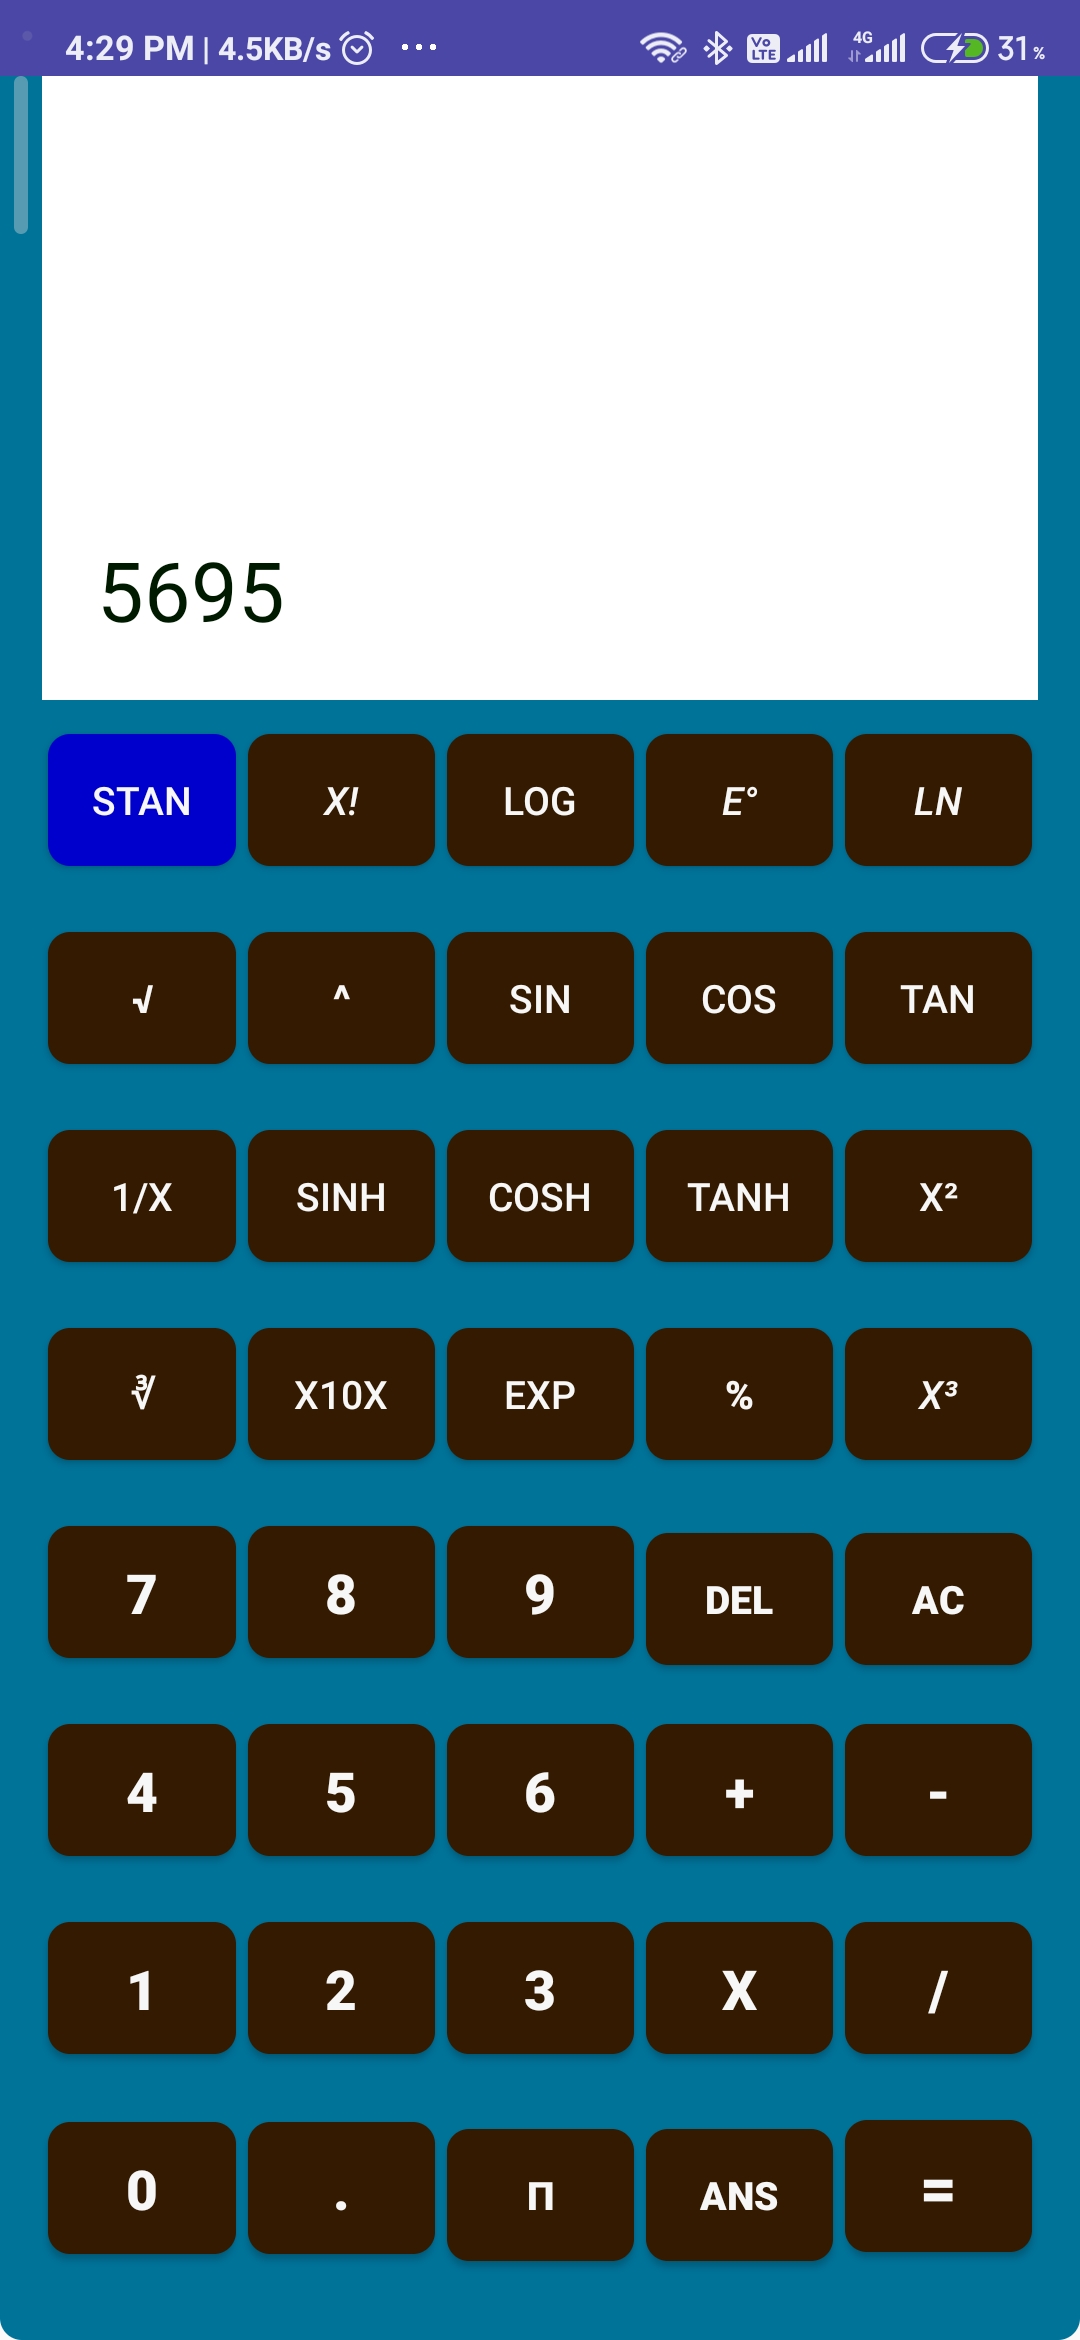 4:29 PM | 4.5KB/s ... Vo LTE 4G 31%
5695
STAN X! LOG E° LN
√ ^ SIN COS TAN
1/X SINH COSH TANH X²
∛ X10X EXP % X³
7 8 9 DEL AC
4 5 6 + -
1 2 3 X /
0 . П ANS =